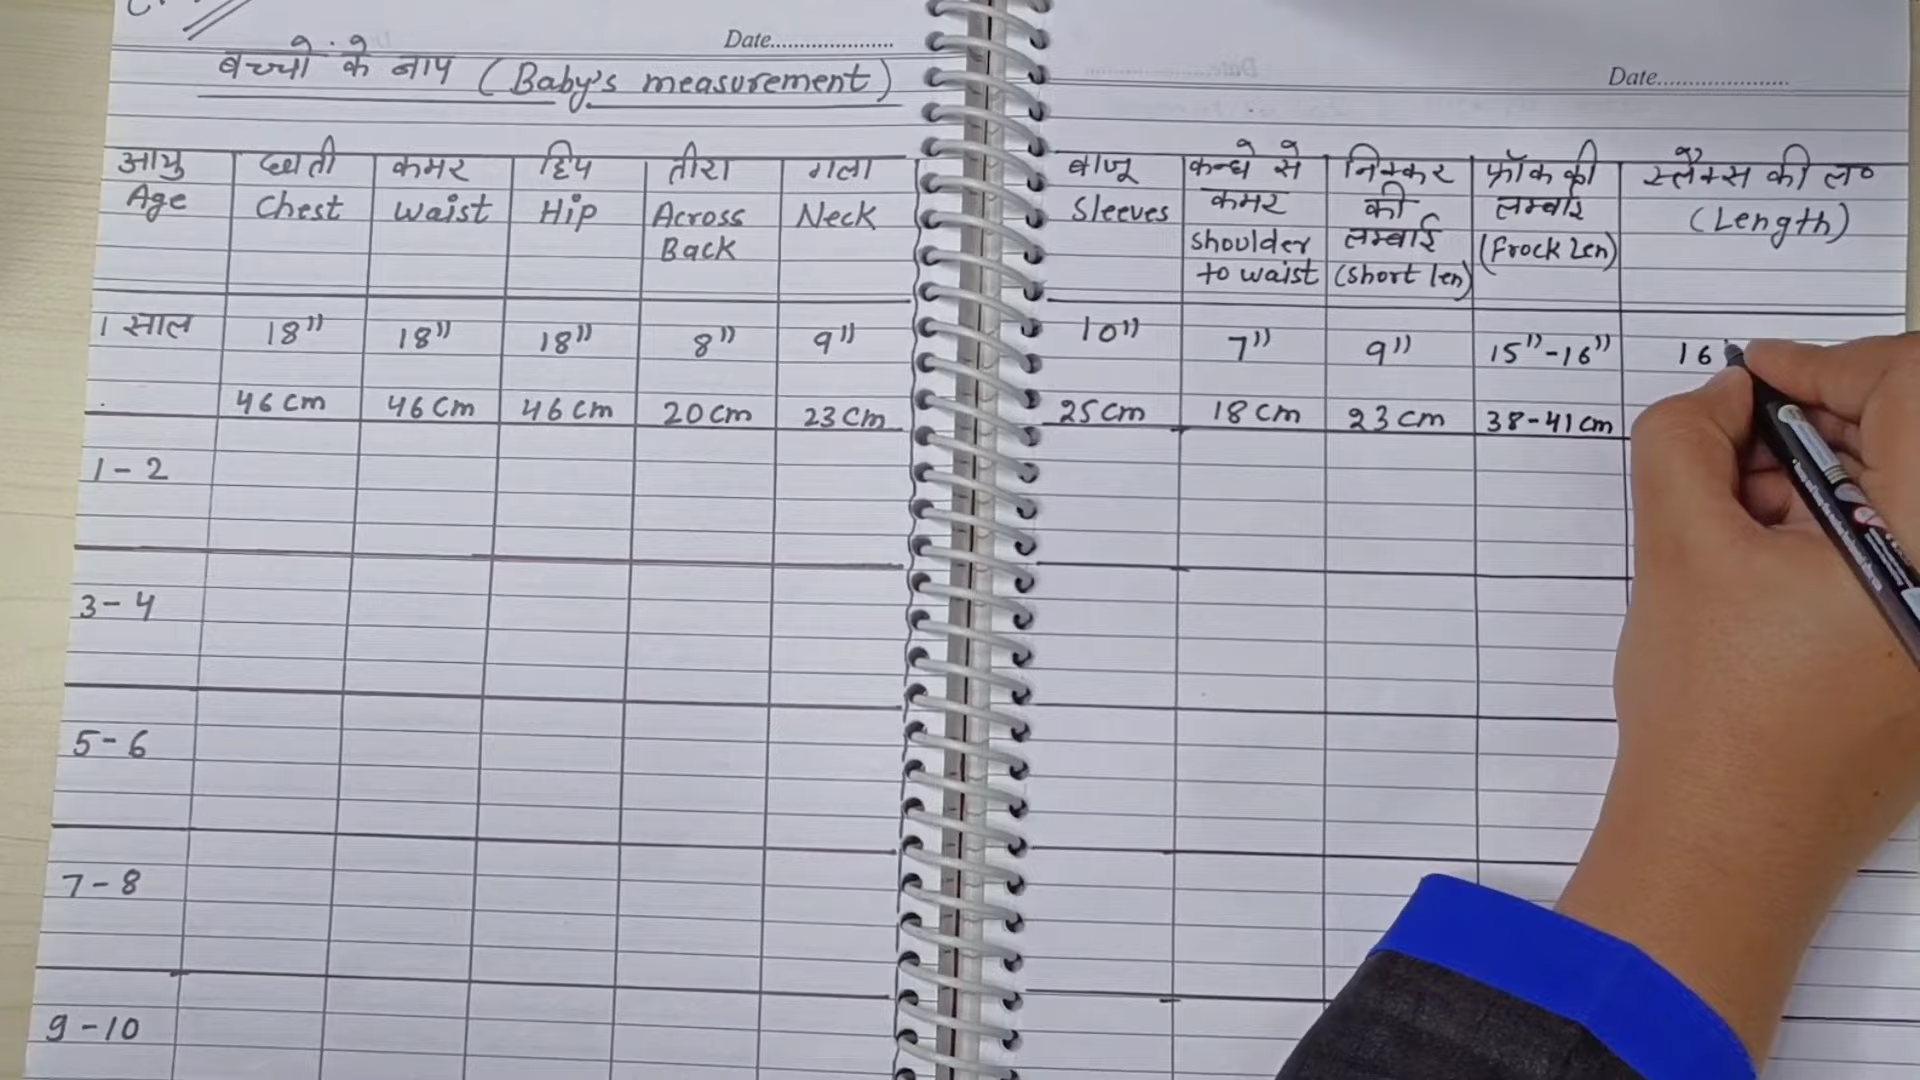 Date....................
बच्चों के नाप (Baby's measurement)
आयु
Age
छाती
Chest
कमर
Waist
हिप
Hip
तीरा
Across
Back
गला
Neck
1 साल
18"
18"
18"
8"
9"
46 cm
46 cm
46 cm
20 cm
23 cm
1-2
3-4
5-6
7-8
9-10
Date....................
बाजू
Sleeves
कन्धे से
कमर
shoulder
to waist
निक्कर
की
लम्बाई
(short len)
फ्रॉक की
लम्बाई
(Frock Len)
स्लैक्स की ल०
(Length)
10"
7"
9"
15"-16"
16
25 cm
18 cm
23 cm
38-41 cm